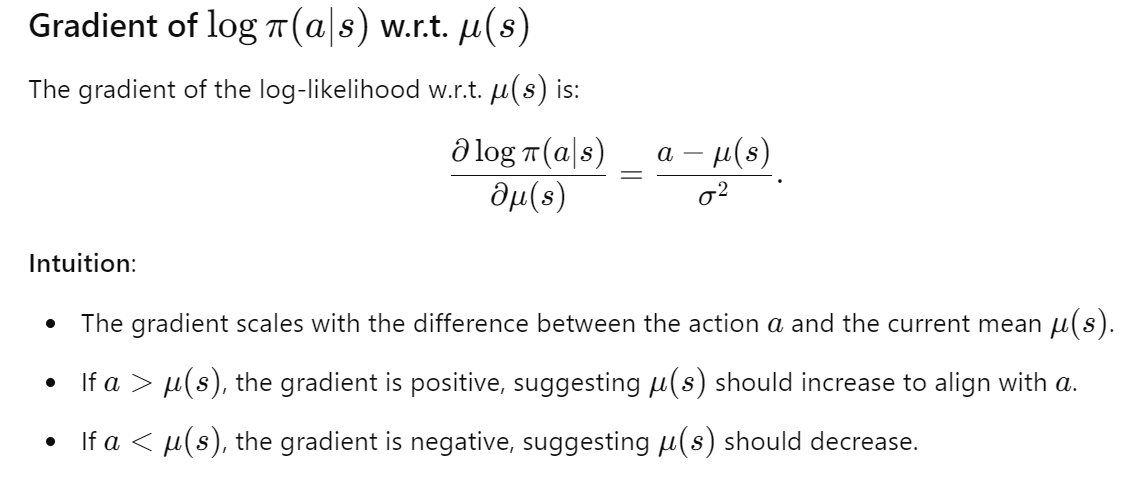 Gradient of log π(a|s) w.r.t. μ(s)
The gradient of the log-likelihood w.r.t. μ(s) is:
∂ log π(a|s) / ∂μ(s) = (a − μ(s)) / σ².
Intuition:
• The gradient scales with the difference between the action a and the current mean μ(s).
• If a > μ(s), the gradient is positive, suggesting μ(s) should increase to align with a.
• If a < μ(s), the gradient is negative, suggesting μ(s) should decrease.